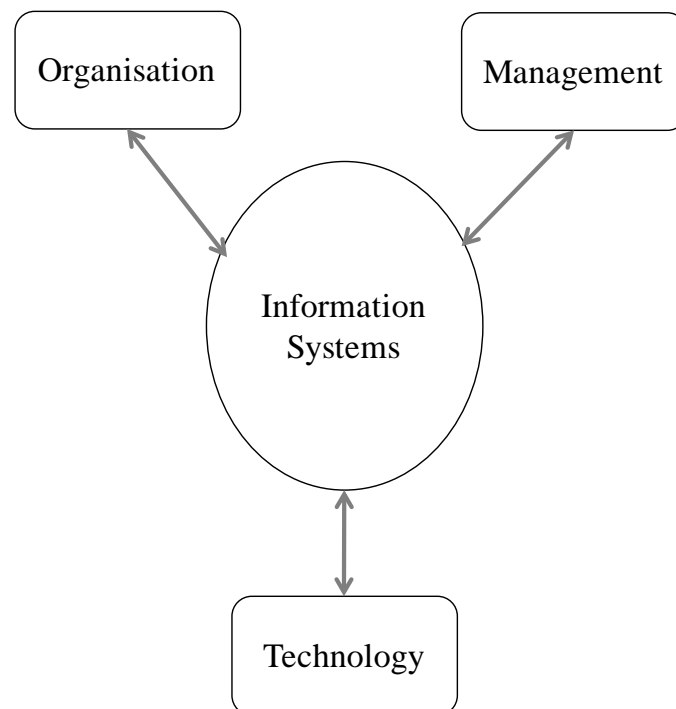 Organisation
Management
Information
Systems
Technology